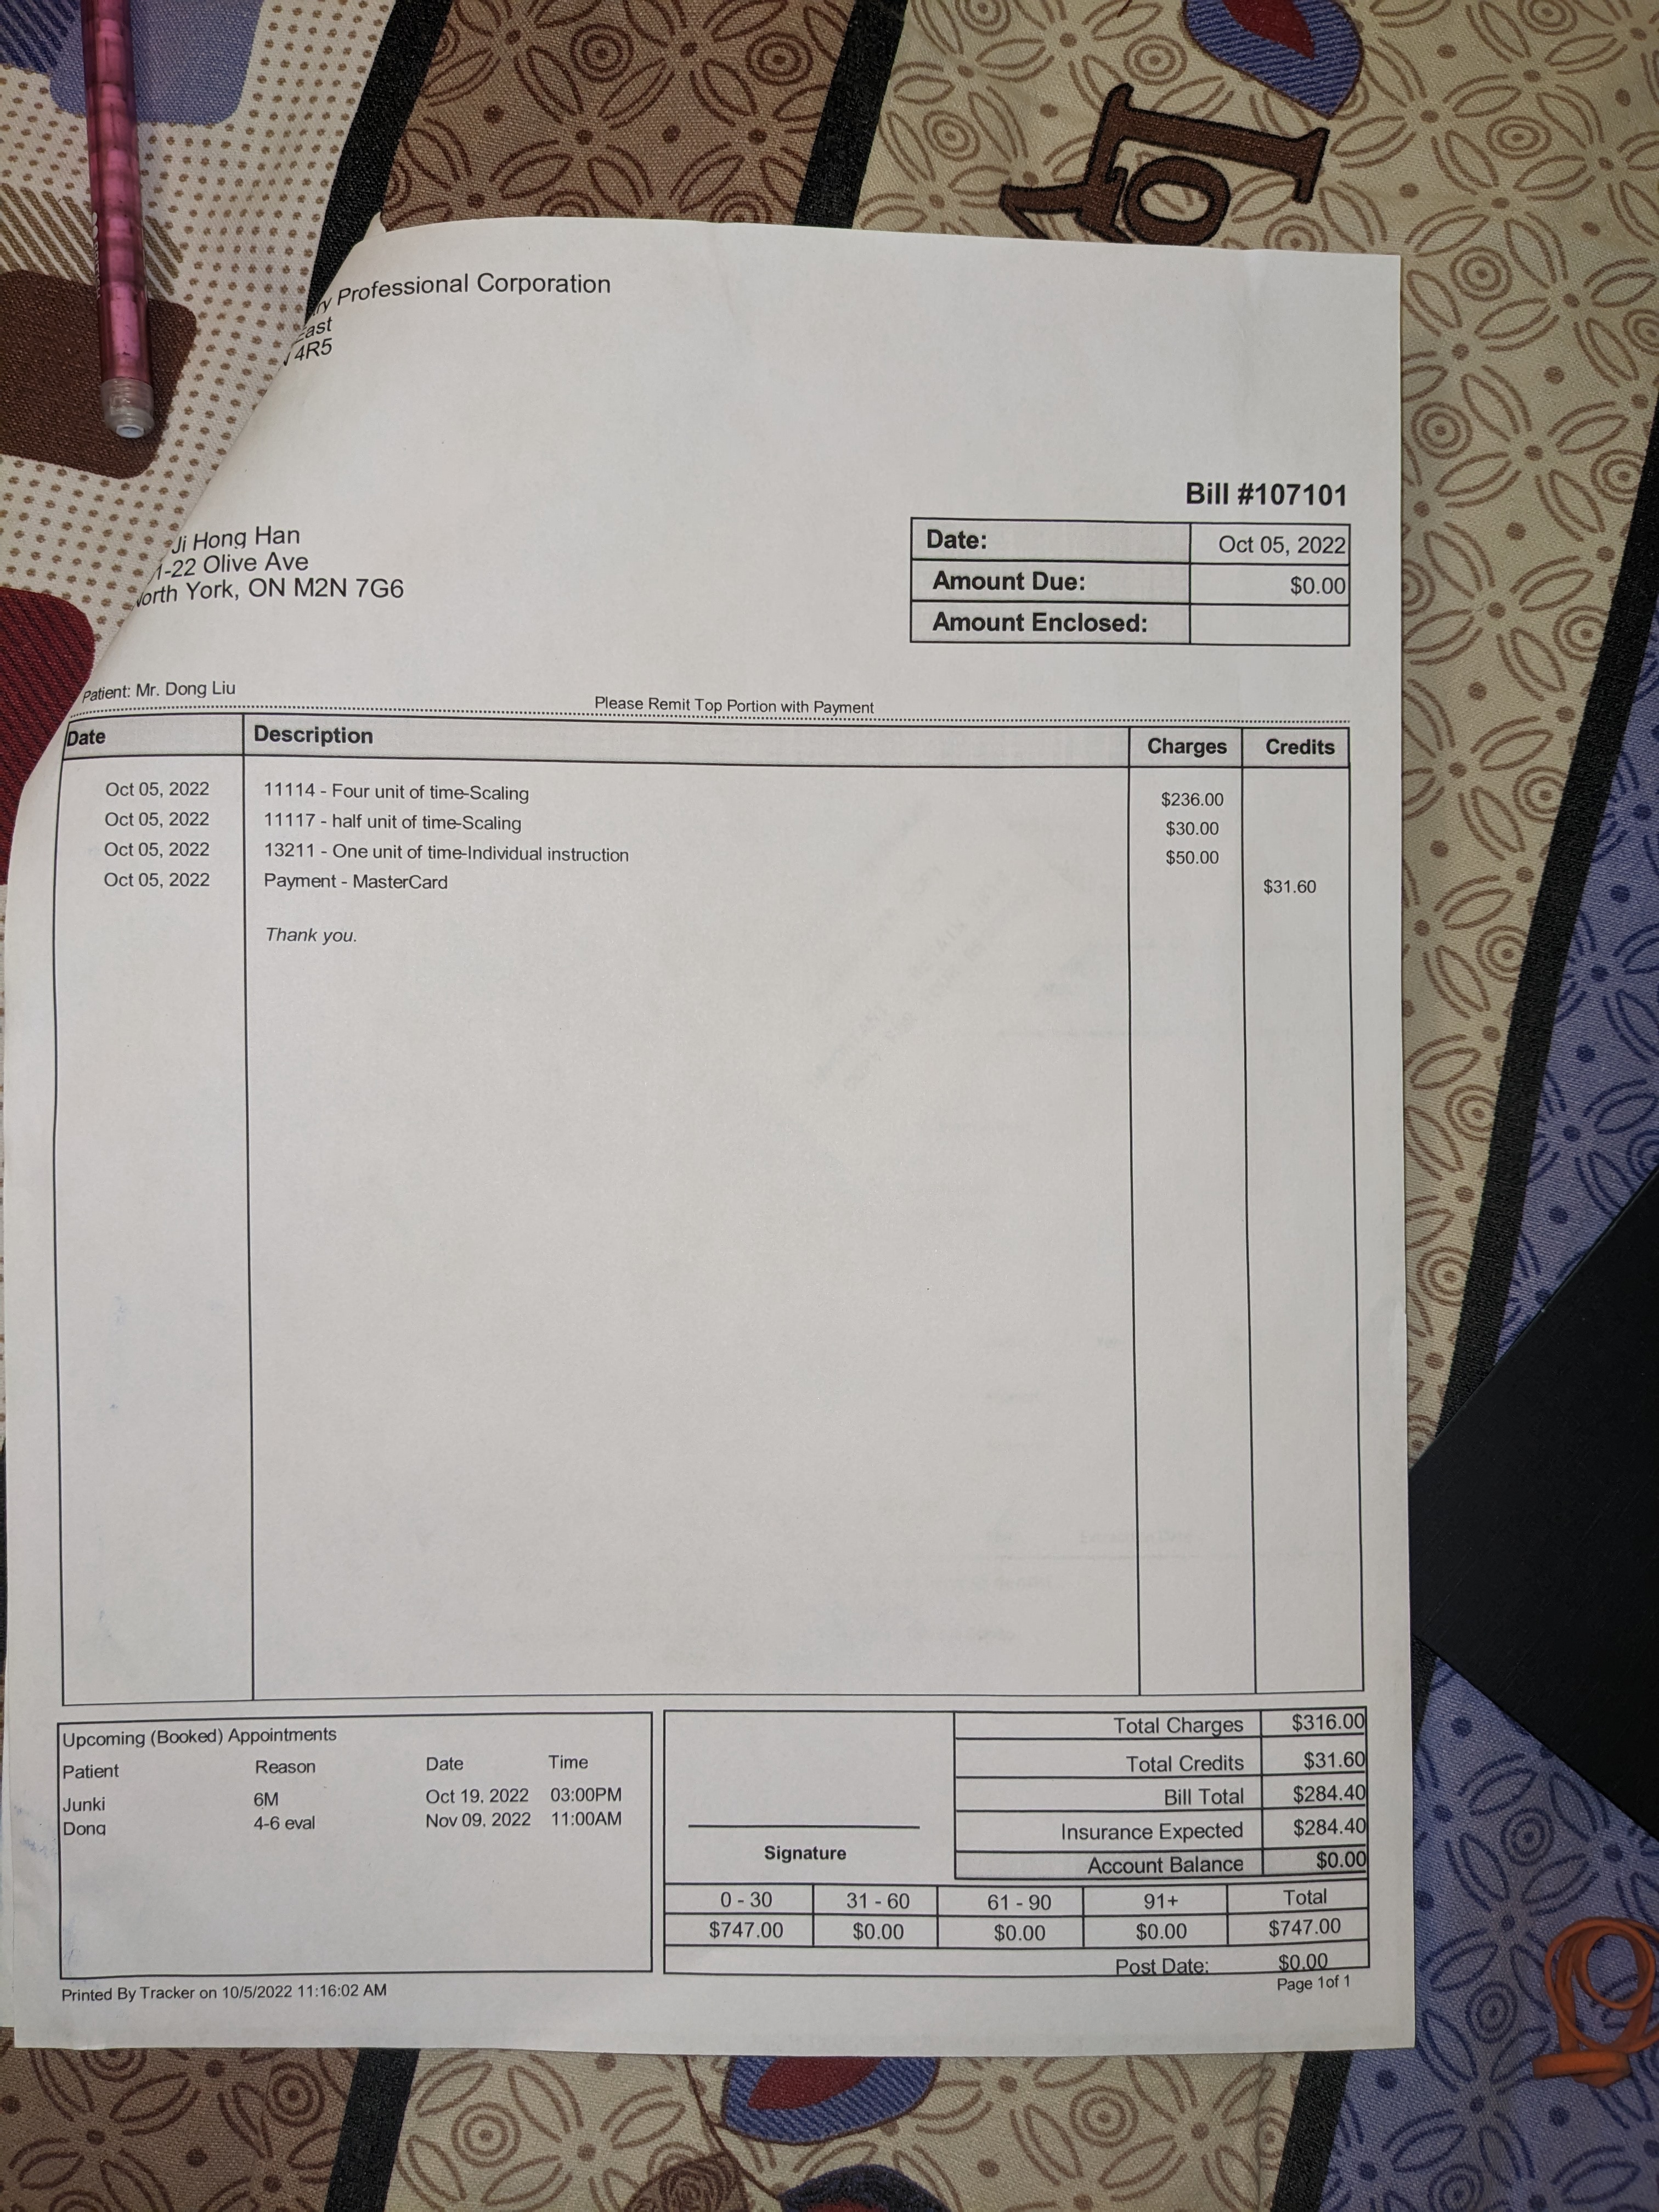 Professional Corporation
4R5
Bill #107101
Ji Hong Han
1-22 Olive Ave
orth York, ON M2N 7G6
Date: Oct 05, 2022
Amount Due: $0.00
Amount Enclosed:
Patient: Mr. Dong Liu
Please Remit Top Portion with Payment
Date Description Charges Credits
Oct 05, 2022 11114 - Four unit of time-Scaling $236.00
Oct 05, 2022 11117 - half unit of time-Scaling $30.00
Oct 05, 2022 13211 - One unit of time-Individual instruction $50.00
Oct 05, 2022 Payment - MasterCard $31.60
Thank you.
Upcoming (Booked) Appointments
Patient Reason Date Time
Junki 6M Oct 19, 2022 03:00PM
Dong 4-6 eval Nov 09, 2022 11:00AM
Signature
Total Charges $316.00
Total Credits $31.60
Bill Total $284.40
Insurance Expected $284.40
Account Balance $0.00
0 - 30 31 - 60 61 - 90 91+ Total
$747.00 $0.00 $0.00 $0.00 $747.00
Post Date: $0.00
Printed By Tracker on 10/5/2022 11:16:02 AM
Page 1 of 1